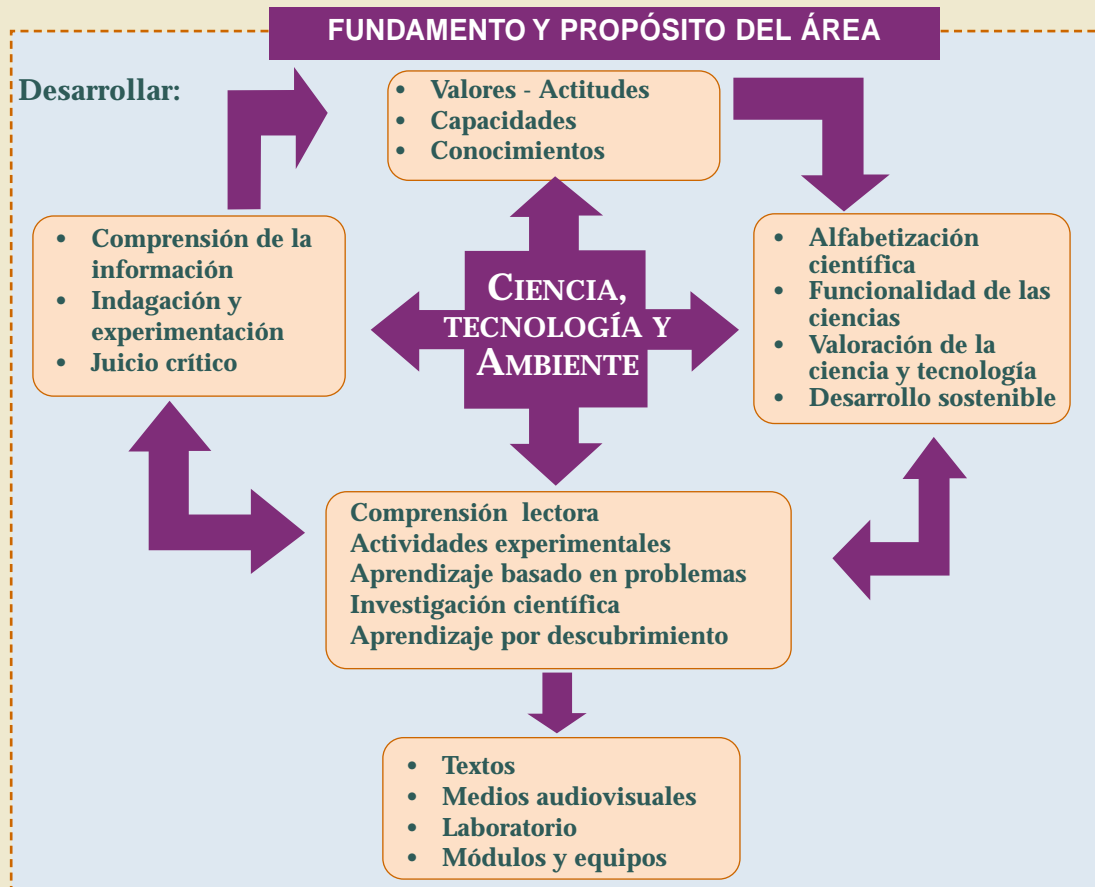 FUNDAMENTO Y PROPÓSITO DEL ÁREA
Desarrollar:
• Valores - Actitudes
• Capacidades
• Conocimientos
• Comprensión de la
información
• Indagación y
experimentación
• Juicio crítico
CIENCIA,
TECNOLOGÍA Y
AMBIENTE
• Alfabetización
científica
• Funcionalidad de las
ciencias
• Valoración de la
ciencia y tecnología
• Desarrollo sostenible
Comprensión lectora
Actividades experimentales
Aprendizaje basado en problemas
Investigación científica
Aprendizaje por descubrimiento
• Textos
• Medios audiovisuales
• Laboratorio
• Módulos y equipos